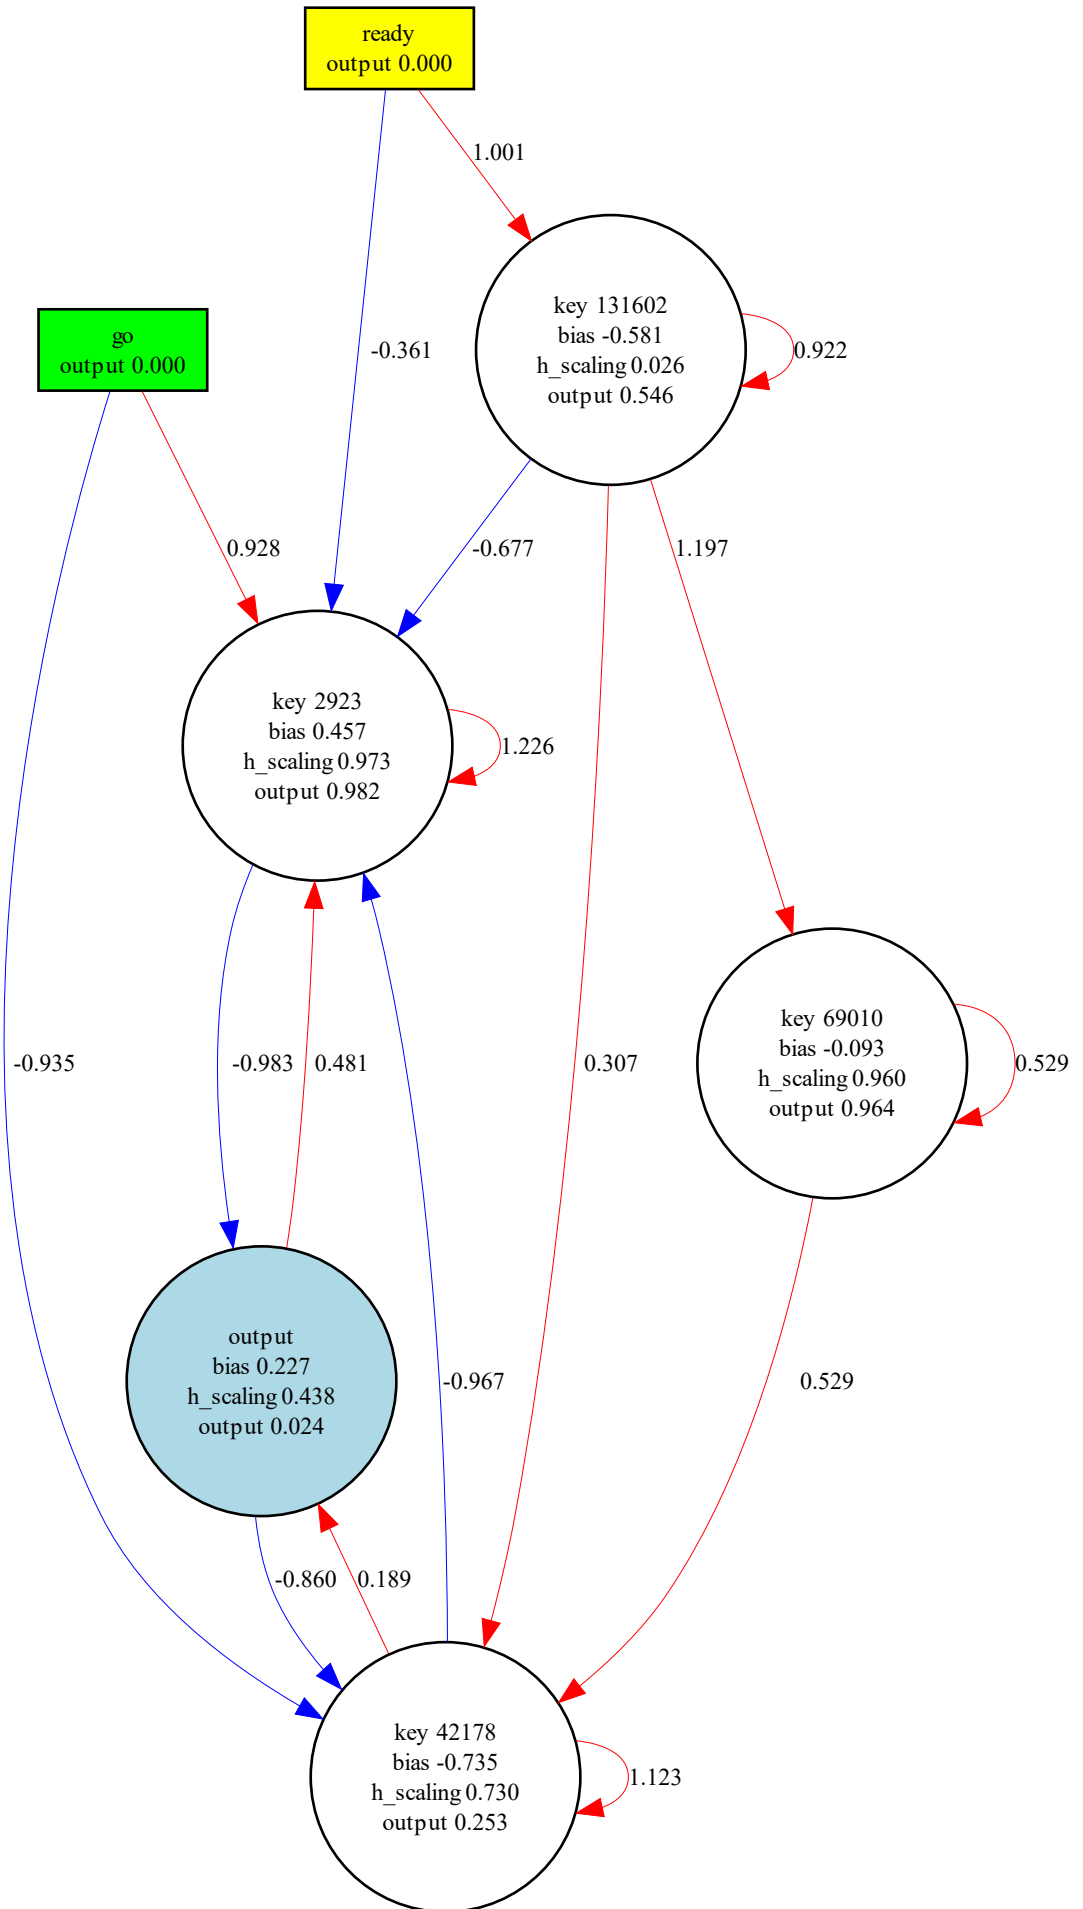 ready
output 0.000
1.001
key 131602
bias -0.581
h_scaling 0.026
output 0.546
0.922
go
output 0.000
-0.361
0.928
-0.677
1.197
key 2923
bias 0.457
h_scaling 0.973
output 0.982
1.226
key 69010
bias -0.093
h_scaling 0.960
output 0.964
0.529
-0.935
-0.983
0.481
0.307
output
bias 0.227
h_scaling 0.438
output 0.024
-0.967
0.529
-0.860
0.189
key 42178
bias -0.735
h_scaling 0.730
output 0.253
1.123